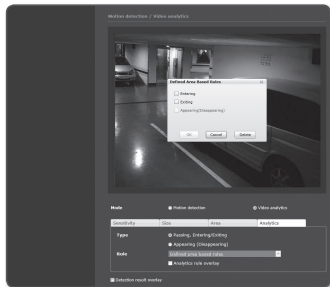 Motion detection / Video analytics
Defined Area Based Rules
Entering
Exiting
Appearing(Disappearing)
OK Cancel Delete
Mode Motion detection Video analytics
Sensitivity Size Area Analytics
Type Passing, Entering/Exiting
Appearing (Disappearing)
Rule Defined area based rules
Analytics role overlay
Detection result overlay